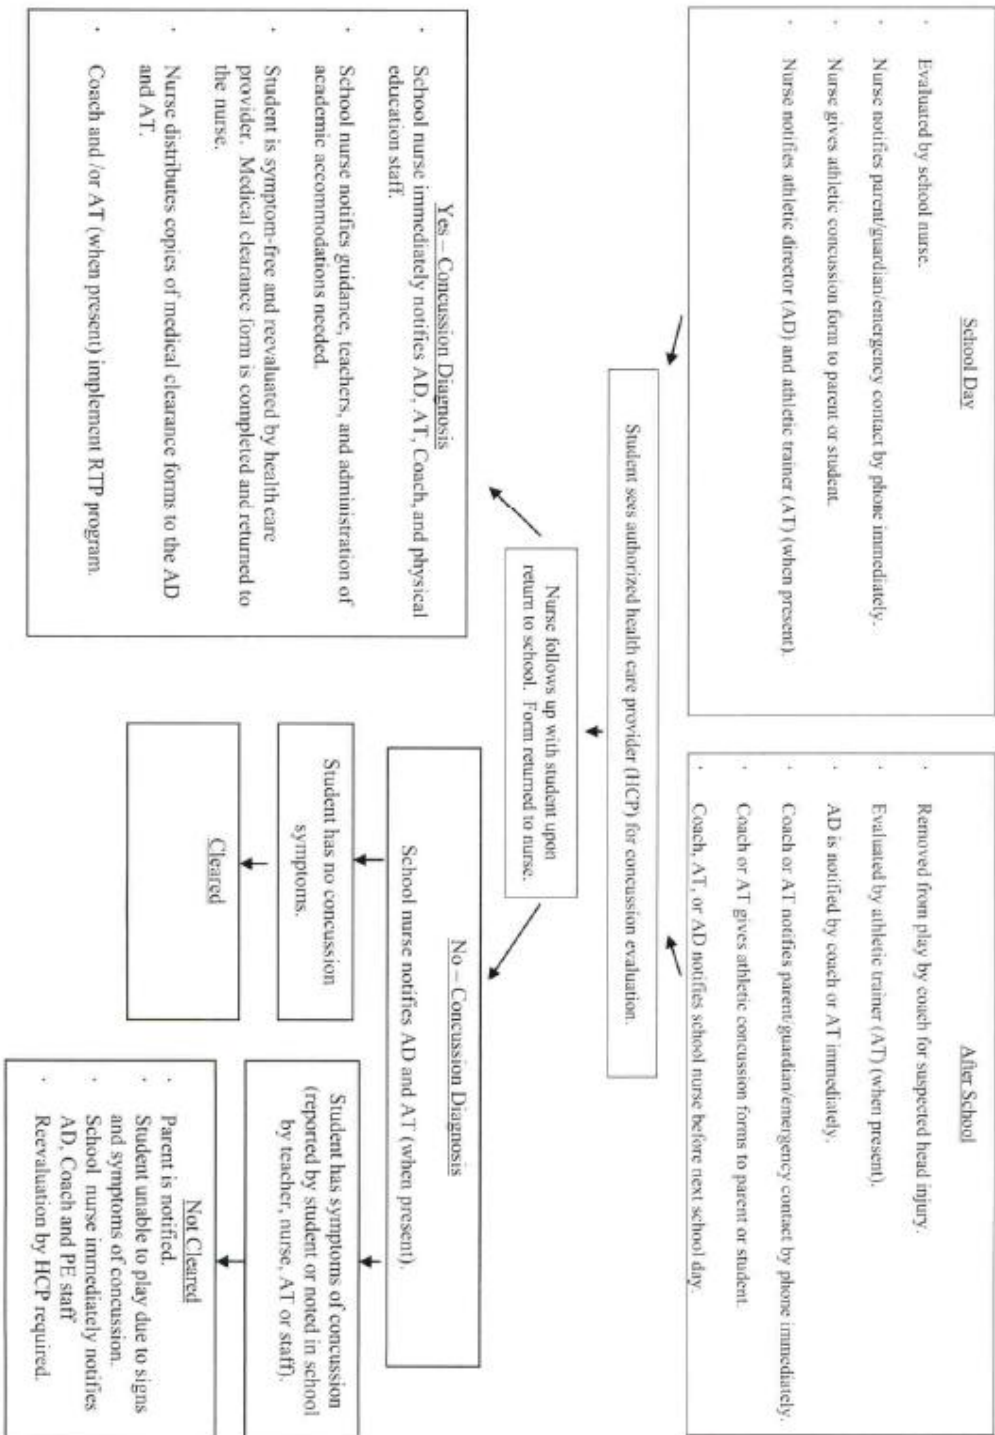 School Day
· Evaluated by school nurse.
· Nurse notifies parent/guardian/emergency contact by phone immediately.
· Nurse gives athletic concussion form to parent or student.
· Nurse notifies athletic director (AD) and athletic trainer (AT) (when present).
After School
· Removed from play by coach for suspected head injury.
· Evaluated by athletic trainer (AT) (when present).
· AD is notified by coach or AT immediately.
· Coach or AT notifies parent/guardian/emergency contact by phone immediately.
· Coach or AT gives athletic concussion forms to parent or student.
· Coach, AT, or AD notifies school nurse before next school day.
Student sees authorized health care provider (HCP) for concussion evaluation.
Nurse follows up with student upon
return to school. Form returned to nurse.
Yes – Concussion Diagnosis
· School nurse immediately notifies AD, AT, Coach, and physical
education staff.
· School nurse notifies guidance, teachers, and administration of
academic accommodations needed.
· Student is symptom-free and reevaluated by health care
provider. Medical clearance form is completed and returned to
the nurse.
· Nurse distributes copies of medical clearance forms to the AD
and AT.
· Coach and /or AT (when present) implement RTP program.
No – Concussion Diagnosis
School nurse notifies AD and AT (when present).
Student has no concussion
symptoms.
Cleared
Student has symptoms of concussion
(reported by student or noted in school
by teacher, nurse, AT or staff).
Not Cleared
· Parent is notified.
· Student unable to play due to signs
and symptoms of concussion.
· School nurse immediately notifies
AD, Coach and PE staff
· Reevaluation by HCP required.